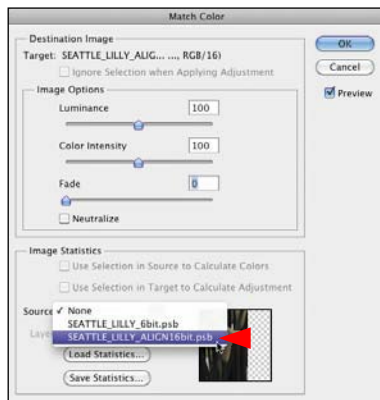 Match Color
Destination Image
Target: SEATTLE_LILLY_ALIG... ..., RGB/16)
Ignore Selection when Applying Adjustment
Image Options
Luminance 100
Color Intensity 100
Fade 0
Neutralize
Image Statistics
Use Selection in Source to Calculate Colors
Use Selection in Target to Calculate Adjustment
Source ✓ None
SEATTLE_LILLY_6bit.psb
SEATTLE_LILLY_ALIGN16bit.psb
Load Statistics...
Save Statistics...
OK
Cancel
Preview